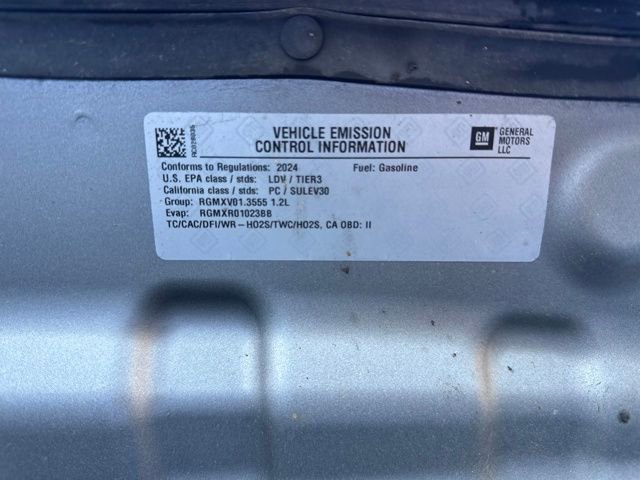 VEHICLE EMISSION
CONTROL INFORMATION
GM GENERAL
MOTORS
LLC
Conforms to Regulations: 2024 Fuel: Gasoline
U.S. EPA class / stds: LDV / TIER3
California class / stds: PC / SULEV30
Group: RGMXV01.3555 1.2L
Evap: RGMXR01023BB
TC/CAC/DFI/WR – HO2S/TWC/HO2S, CA OBD: II